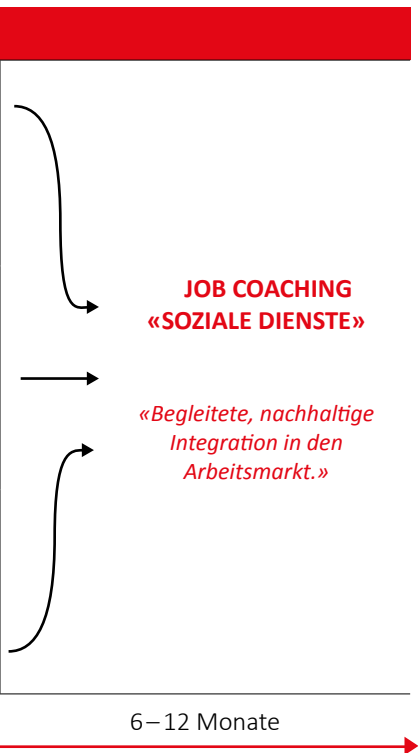 JOB COACHING
«SOZIALE DIENSTE»
«Begleitete, nachhaltige
Integration in den
Arbeitsmarkt.»
6–12 Monate